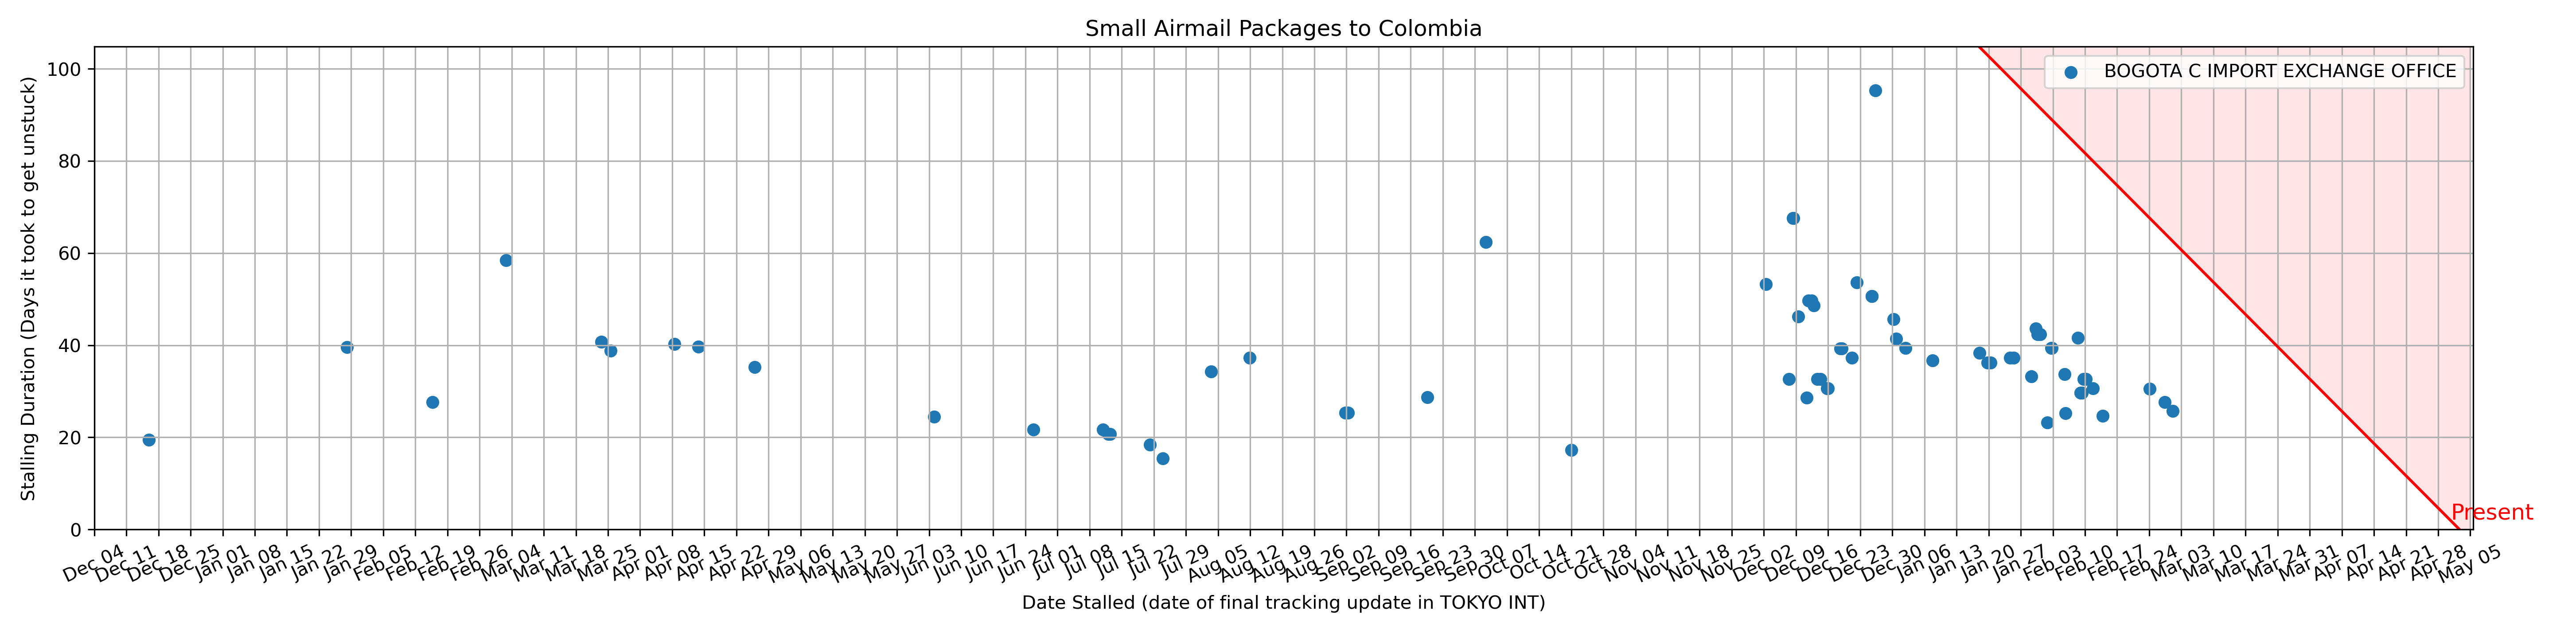 Small Airmail Packages to Colombia
BOGOTA C IMPORT EXCHANGE OFFICE
Stalling Duration (Days it took to get unstuck)
100
80
60
40
20
0
Present
Dec 04 Dec 11 Dec 18 Dec 25 Jan 01 Jan 08 Jan 15 Jan 22 Jan 29 Feb 05 Feb 12 Feb 19 Feb 26 Mar 04 Mar 11 Mar 18 Mar 25 Apr 01 Apr 08 Apr 15 Apr 22 Apr 29 May 06 May 13 May 20 May 27 Jun 03 Jun 10 Jun 17 Jun 24 Jul 01 Jul 08 Jul 15 Jul 22 Jul 29 Aug 05 Aug 12 Aug 19 Aug 26 Sep 02 Sep 09 Sep 16 Sep 23 Sep 30 Oct 07 Oct 14 Oct 21 Oct 28 Nov 04 Nov 11 Nov 18 Nov 25 Dec 02 Dec 09 Dec 16 Dec 23 Dec 30 Jan 06 Jan 13 Jan 20 Jan 27 Feb 03 Feb 10 Feb 17 Feb 24 Mar 03 Mar 10 Mar 17 Mar 24 Mar 31 Apr 07 Apr 14 Apr 21 Apr 28 May 05
Date Stalled (date of final tracking update in TOKYO INT)